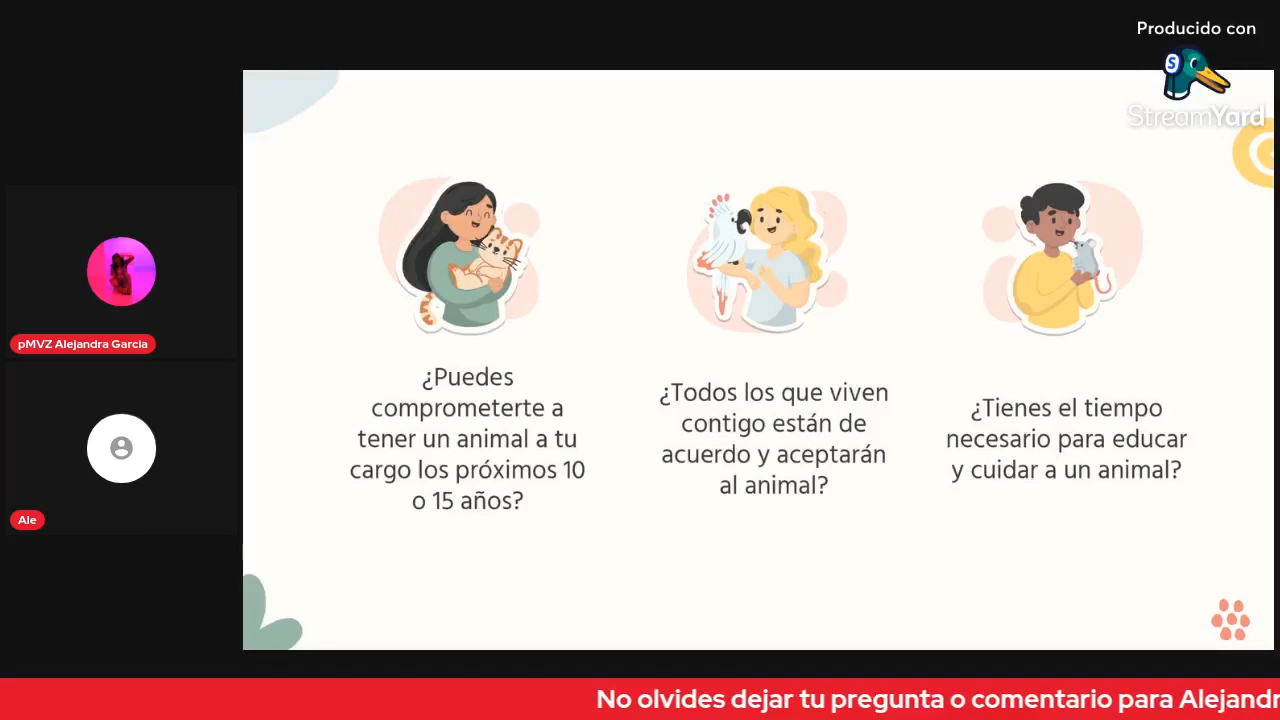 Producido con
StreamYard
¿Puedes
comprometerte a
tener un animal a tu
cargo los próximos 10
o 15 años?
¿Todos los que viven
contigo están de
acuerdo y aceptarán
al animal?
¿Tienes el tiempo
necesario para educar
y cuidar a un animal?
pMVZ Alejandra Garcia
Ale
No olvides dejar tu pregunta o comentario para Alejandr